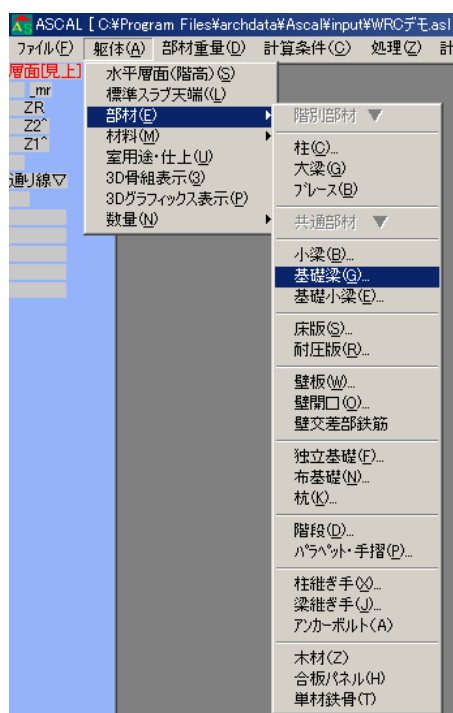 ASCAL [ C:¥Program Files¥archdata¥Ascal¥input¥WRCデモ.asl
ファイル(F) 躯体(A) 部材重量(D) 計算条件(C) 処理(Z) 計
層面[見上]
_mr
ZR
Z2^
Z1^
通り線▽
水平層面(階高)(S)
標準スラブ天端((L)
部材(E)
材料(M)
室用途・仕上(U)
3D骨組表示(3)
3Dグラフィックス表示(P)
数量(N)
階別部材 ▼
柱(C)...
大梁(G)
ブレース(B)
共通部材 ▼
小梁(B)...
基礎梁(G)...
基礎小梁(E)...
床版(S)...
耐圧版(R)...
壁板(W)...
壁開口(O)...
壁交差部鉄筋
独立基礎(F)...
布基礎(N)...
杭(K)...
階段(D)...
パラペット・手摺(P)...
柱継ぎ手(X)...
梁継ぎ手(J)...
アンカーボルト(A)
木材(Z)
合板パネル(H)
単材鉄骨(T)